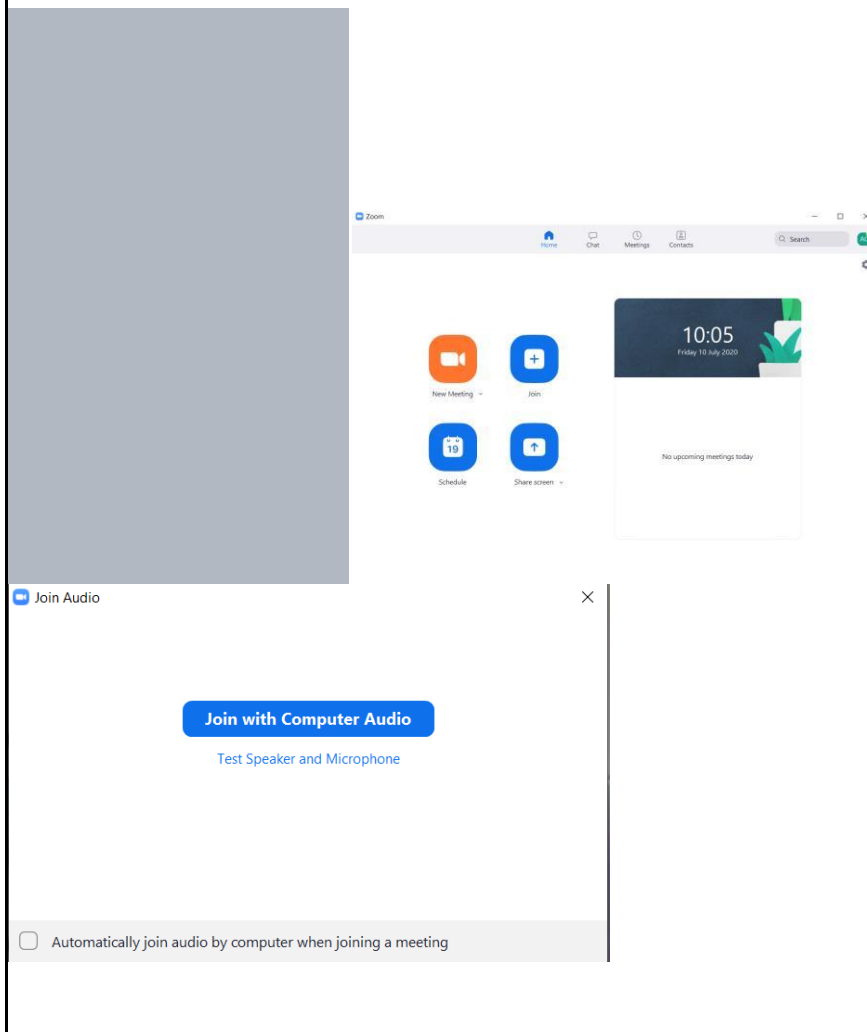 Zoom
Home Chat Meetings Contacts
Search
10:05
Friday 10 July 2020
New Meeting Join
19
Schedule Share screen
No upcoming meetings today
Join Audio
Join with Computer Audio
Test Speaker and Microphone
Automatically join audio by computer when joining a meeting